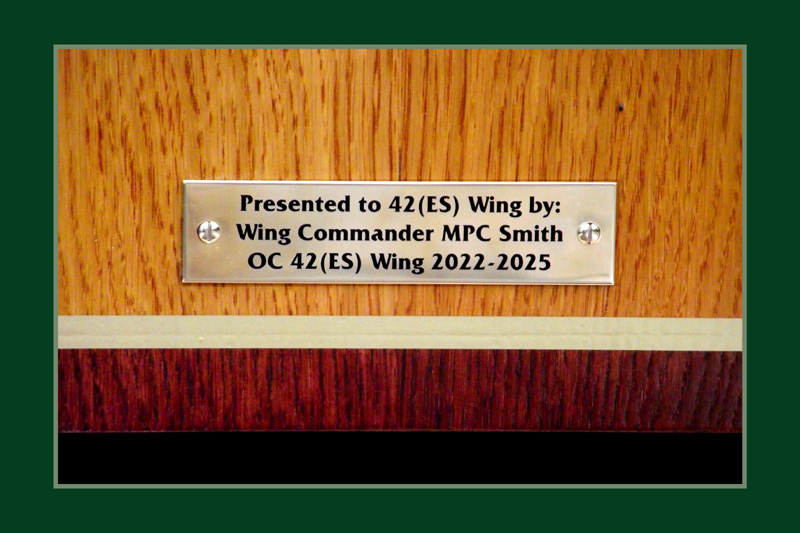 Presented to 42(ES) Wing by:
Wing Commander MPC Smith
OC 42(ES) Wing 2022-2025